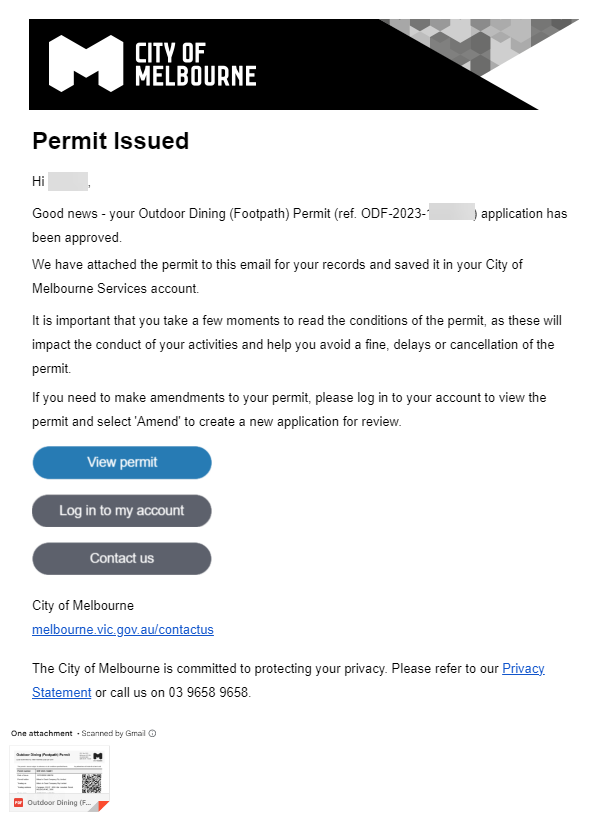 CITY OF
MELBOURNE
Permit Issued
Hi ,
Good news - your Outdoor Dining (Footpath) Permit (ref. ODF-2023- ) application has
been approved.
We have attached the permit to this email for your records and saved it in your City of
Melbourne Services account.
It is important that you take a few moments to read the conditions of the permit, as these will
impact the conduct of your activities and help you avoid a fine, delays or cancellation of the
permit.
If you need to make amendments to your permit, please log in to your account to view the
permit and select 'Amend' to create a new application for review.
View permit
Log in to my account
Contact us
City of Melbourne
melbourne.vic.gov.au/contactus
The City of Melbourne is committed to protecting your privacy. Please refer to our Privacy
Statement or call us on 03 9658 9658.
One attachment • Scanned by Gmail
Outdoor Dining (Footpath) Permit
PDF Outdoor Dining (F...